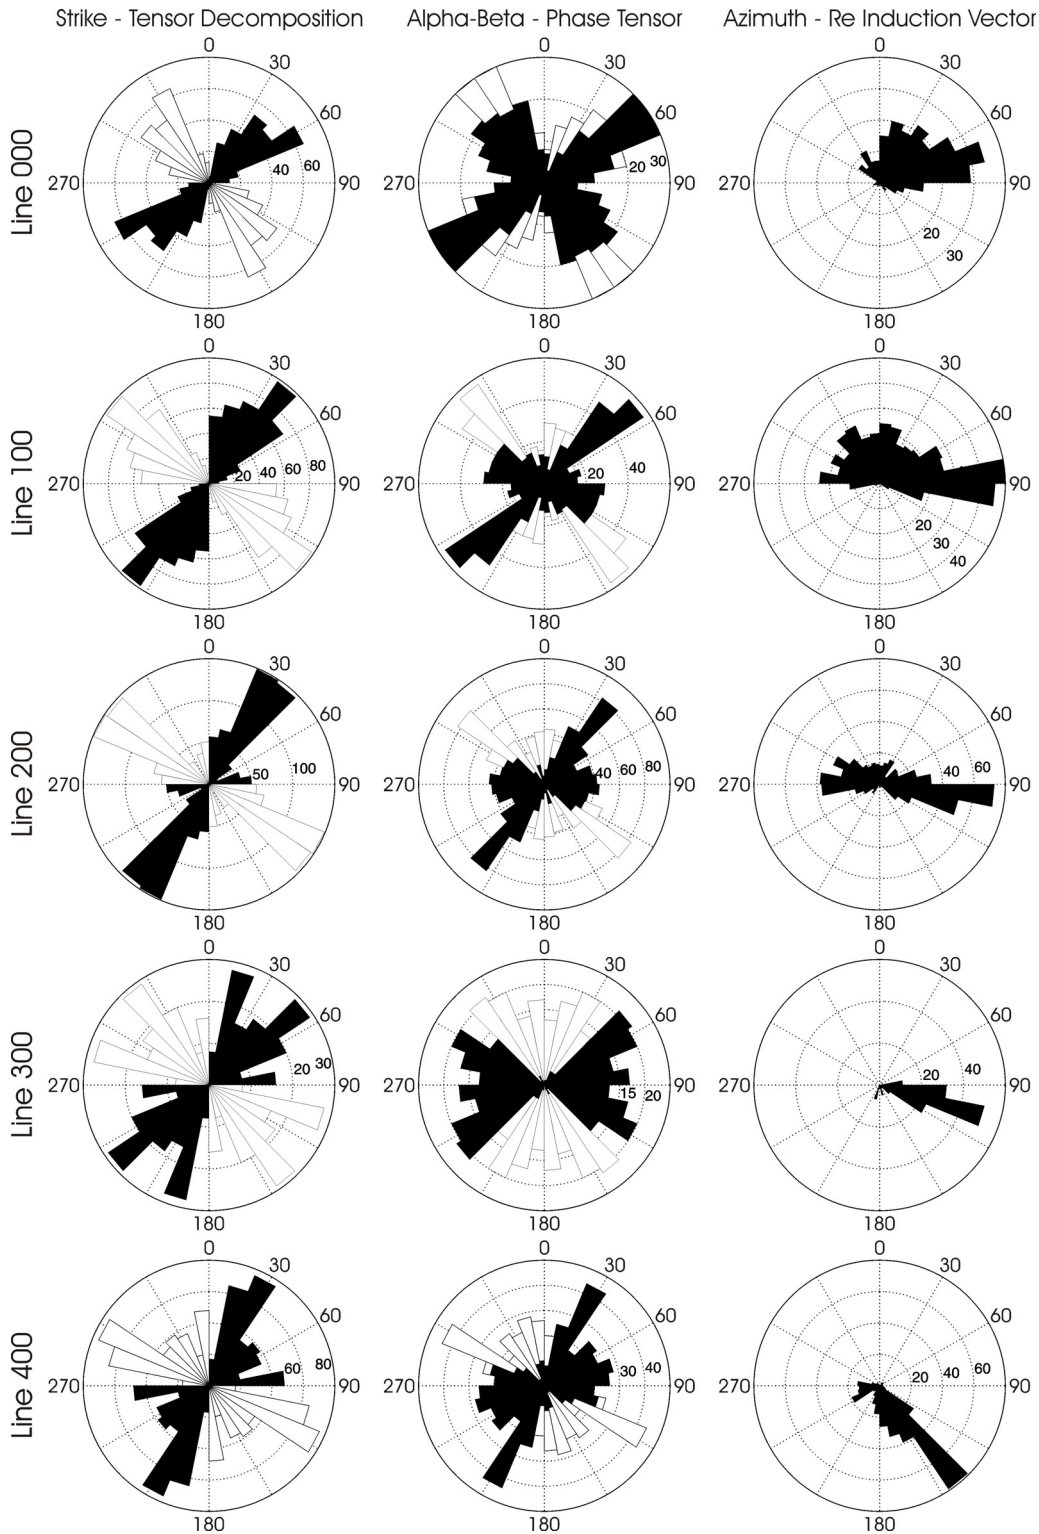 Strike - Tensor Decomposition Alpha-Beta - Phase Tensor Azimuth - Re Induction Vector
Line 000
0 30 60 90 180 270 40 60
0 30 60 90 180 270 20 30
0 30 60 90 180 270 20 30
Line 100
0 30 60 90 180 270 20 40 60 80
0 30 60 90 180 270 20 40
0 30 60 90 180 270 20 30 40
Line 200
0 30 60 90 180 270 50 100
0 30 60 90 180 270 40 60 80
0 30 60 90 180 270 40 60
Line 300
0 30 60 90 180 270 20 30
0 30 60 90 180 270 15 20
0 30 60 90 180 270 20 40
Line 400
0 30 60 90 180 270 60 80
0 30 60 90 180 270 30 40
0 30 60 90 180 270 20 40 60